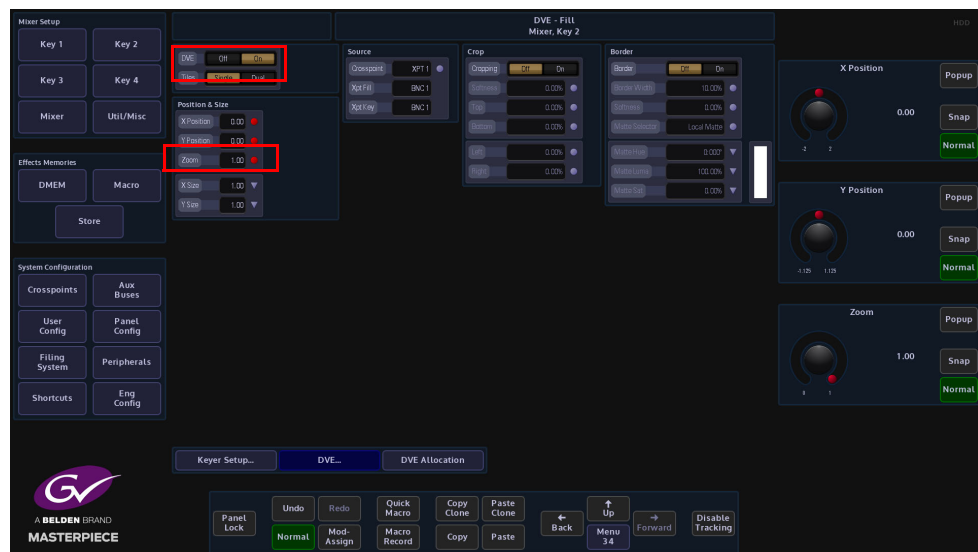 Mixer Setup
Key 1
Key 2
Key 3
Key 4
Mixer
Util/Misc
Effects Memories
DMEM
Macro
Store
System Configuration
Crosspoints
Aux
Buses
User
Config
Panel
Config
Filing
System
Peripherals
Shortcuts
Eng
Config
GV
A BELDEN BRAND
MASTERPIECE
DVE - Fill
Mixer, Key 2
HDD
DVE Off On
Single Dual
Position & Size
X Position 0.00
Y Position 0.00
Zoom 1.00
X Size 1.00
Y Size 1.00
Source
Crosspoint XPT 1
Xpt Fill BNC 1
Xpt Key BNC 1
Crop
Cropping Off On
Softness 0.00%
Top 0.00%
Bottom 0.00%
Left 0.00%
Right 0.00%
Border
Border Off On
Border Width 10.00%
Softness 0.00%
Matte Selector Local Matte
Matte Hue 0.000°
Matte Luma 100.00%
Matte Sat 0.00%
X Position
0.00
-2 2
Popup
Snap
Normal
Y Position
0.00
-1.125 1.125
Popup
Snap
Normal
Zoom
1.00
0 1
Popup
Snap
Normal
Keyer Setup...
DVE...
DVE Allocation
Panel
Lock
Undo
Redo
Normal
Mod-
Assign
Quick
Macro
Macro
Record
Copy
Clone
Paste
Clone
Copy
Paste
Back
Up
Menu
34
Forward
Disable
Tracking